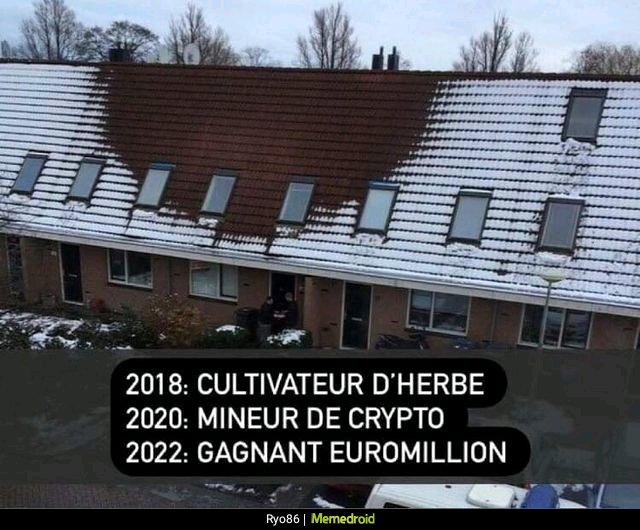 2018: CULTIVATEUR D'HERBE
2020: MINEUR DE CRYPTO
2022: GAGNANT EUROMILLION
Ryo86 | Memedroid